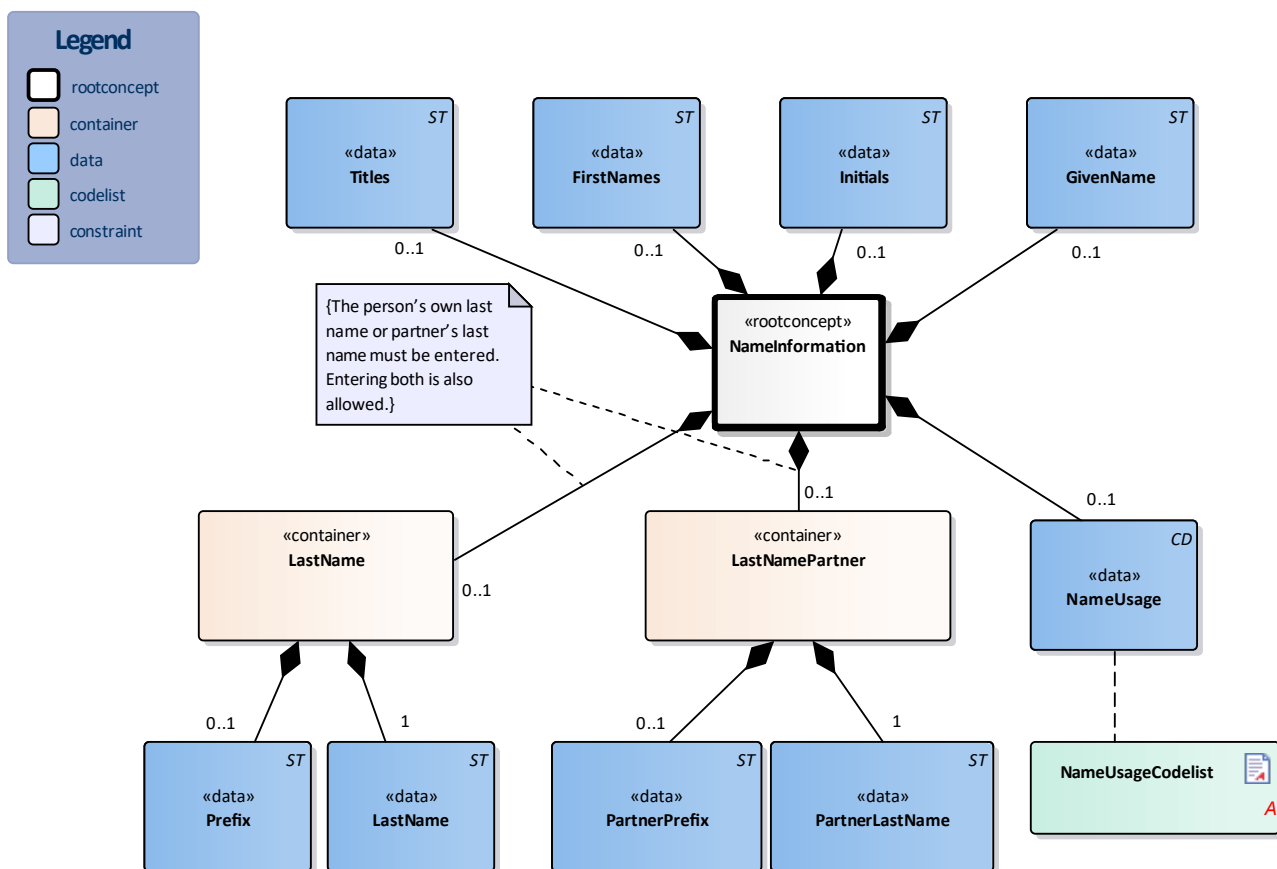 Legend
rootconcept
container
data
codelist
constraint
ST
«data»
Titles
ST
«data»
FirstNames
ST
«data»
Initials
ST
«data»
GivenName
0..1
0..1
0..1
0..1
{The person's own last
name or partner's last
name must be entered.
Entering both is also
allowed.}
«rootconcept»
NameInformation
0..1
0..1
0..1
«container»
LastName
«container»
LastNamePartner
CD
«data»
NameUsage
0..1
1
0..1
1
ST
«data»
Prefix
ST
«data»
LastName
ST
«data»
PartnerPrefix
ST
«data»
PartnerLastName
NameUsageCodelist
A